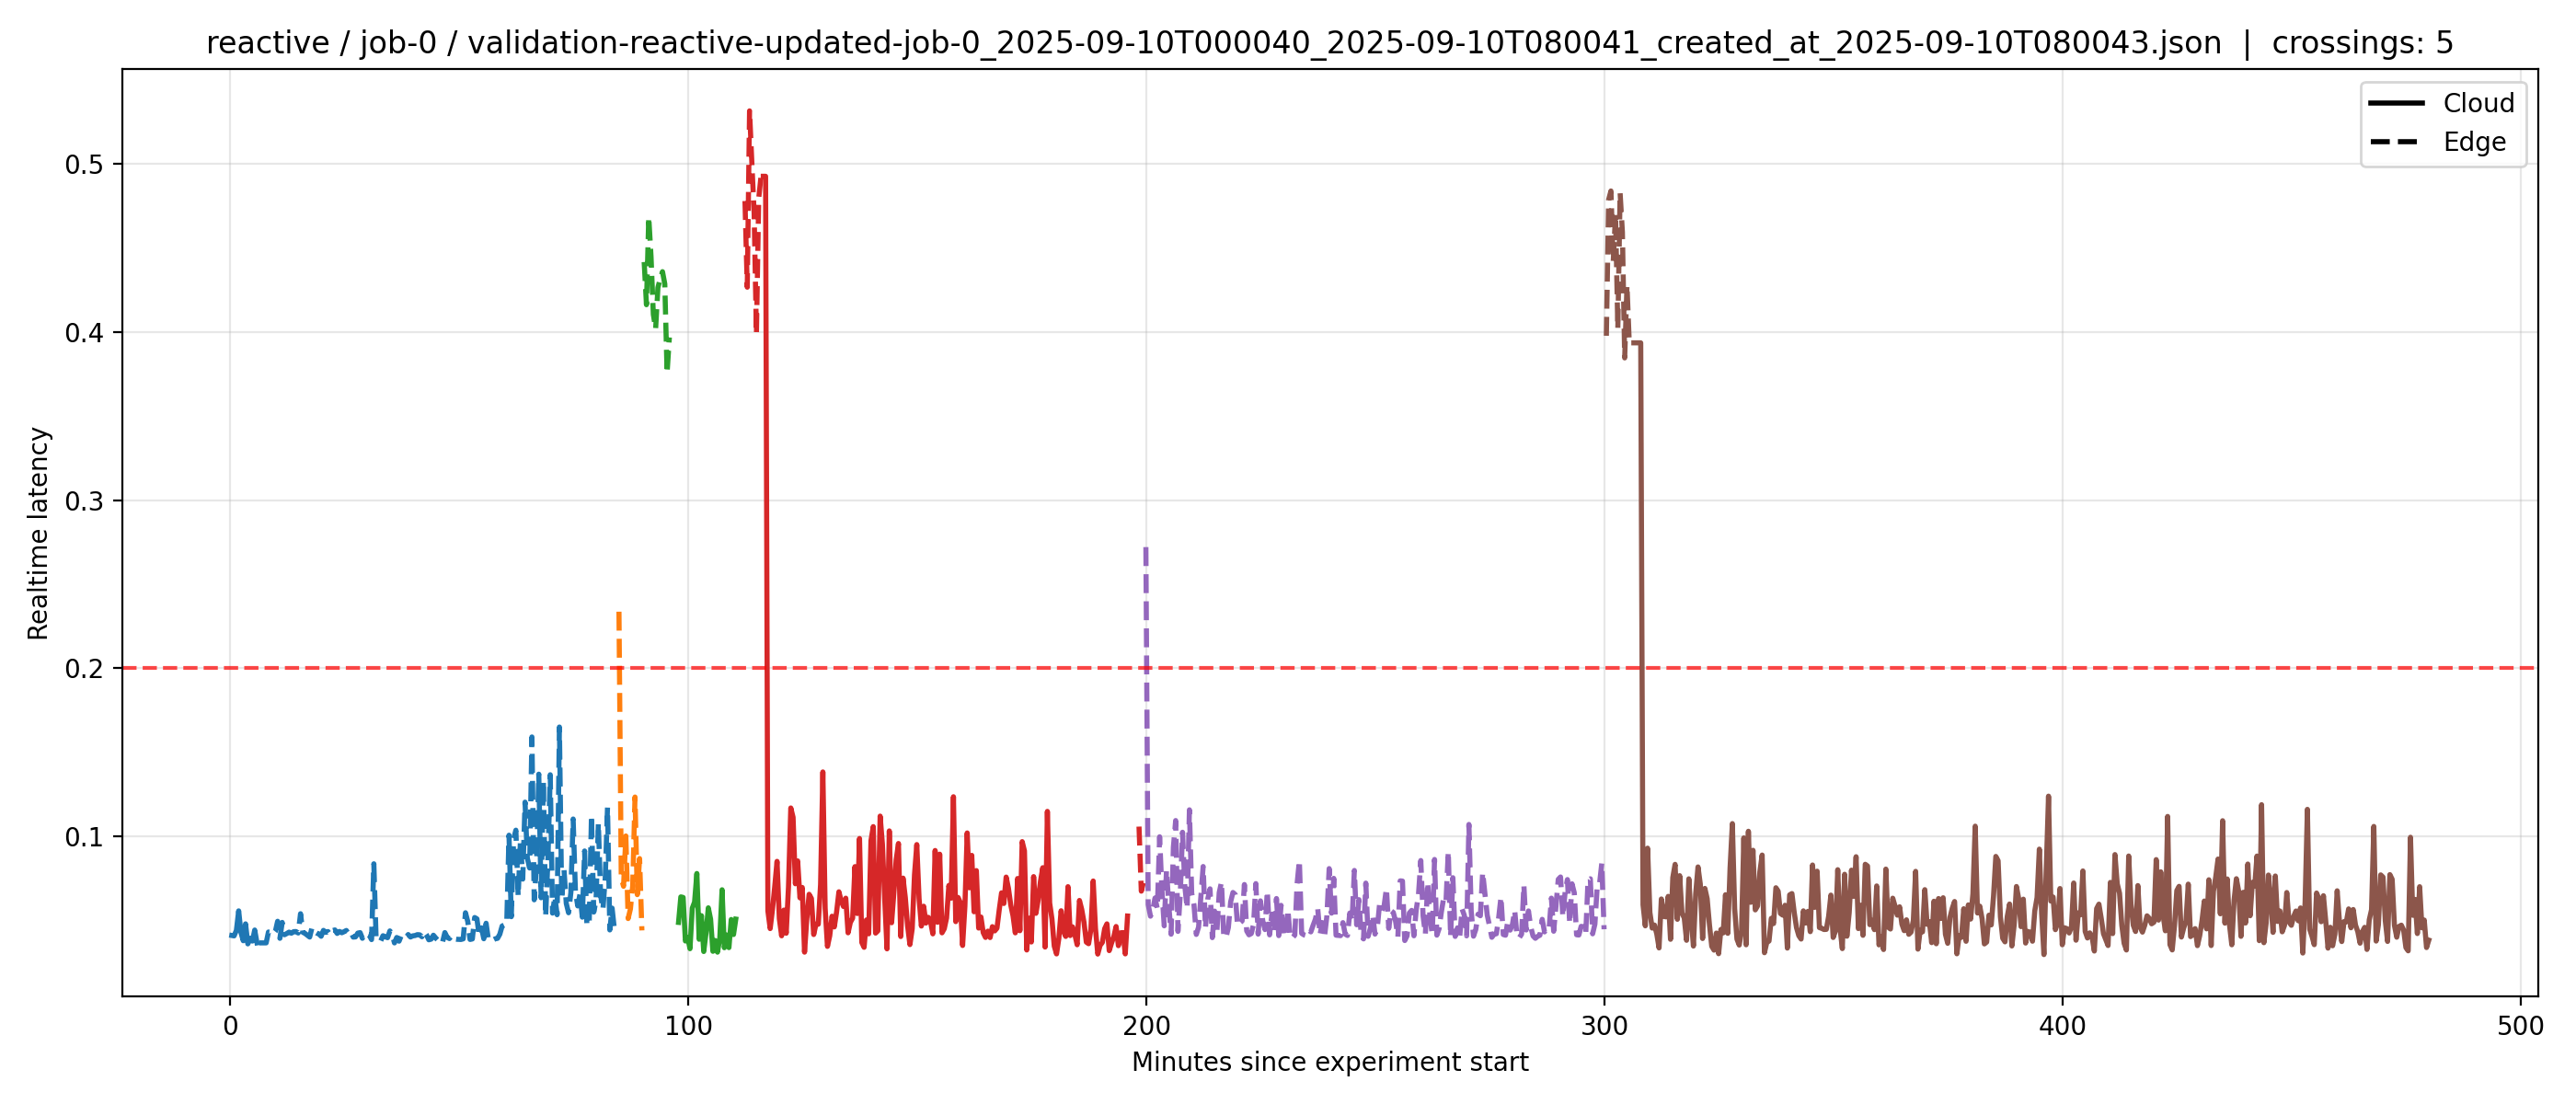 reactive / job-0 / validation-reactive-updated-job-0_2025-09-10T000040_2025-09-10T080041_created_at_2025-09-10T080043.json | crossings: 5
Cloud
Edge
Realtime latency
0.5
0.4
0.3
0.2
0.1
0
100
200
300
400
500
Minutes since experiment start